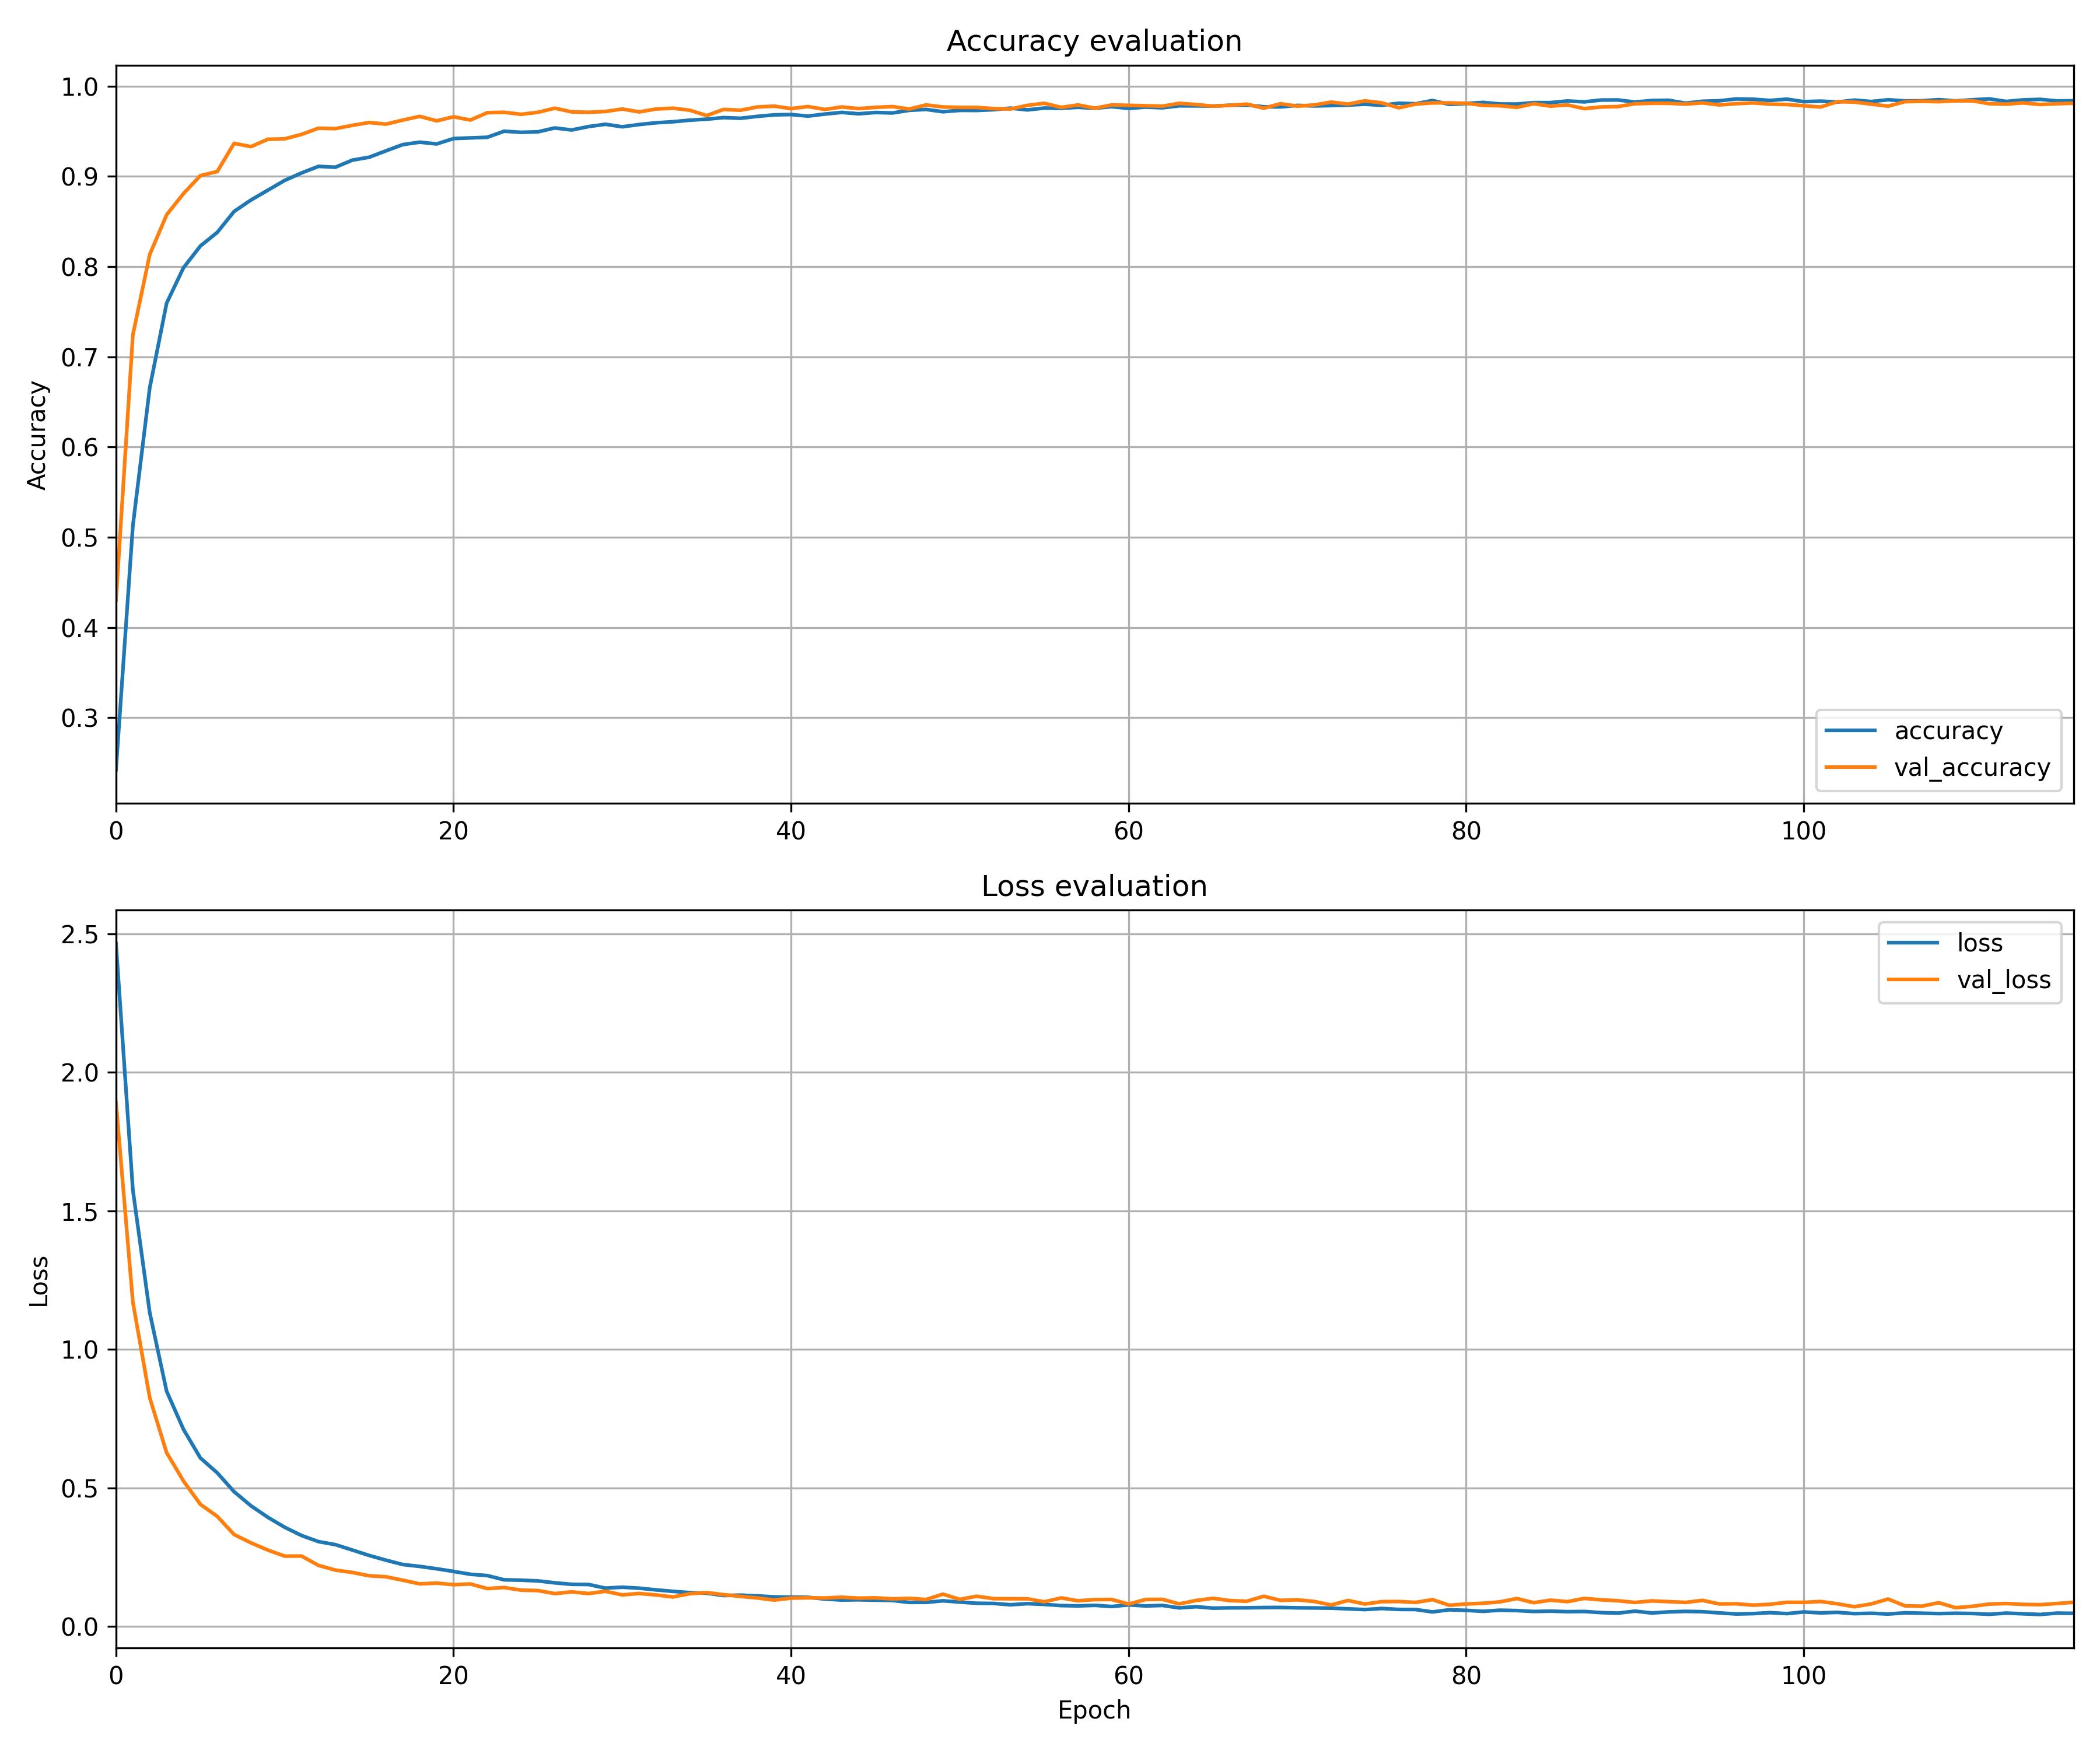 Accuracy evaluation
1.0
0.9
0.8
0.7
0.6
0.5
0.4
0.3
Accuracy
accuracy
val_accuracy
0 20 40 60 80 100
Loss evaluation
2.5
2.0
1.5
1.0
0.5
0.0
Loss
loss
val_loss
0 20 40 60 80 100
Epoch